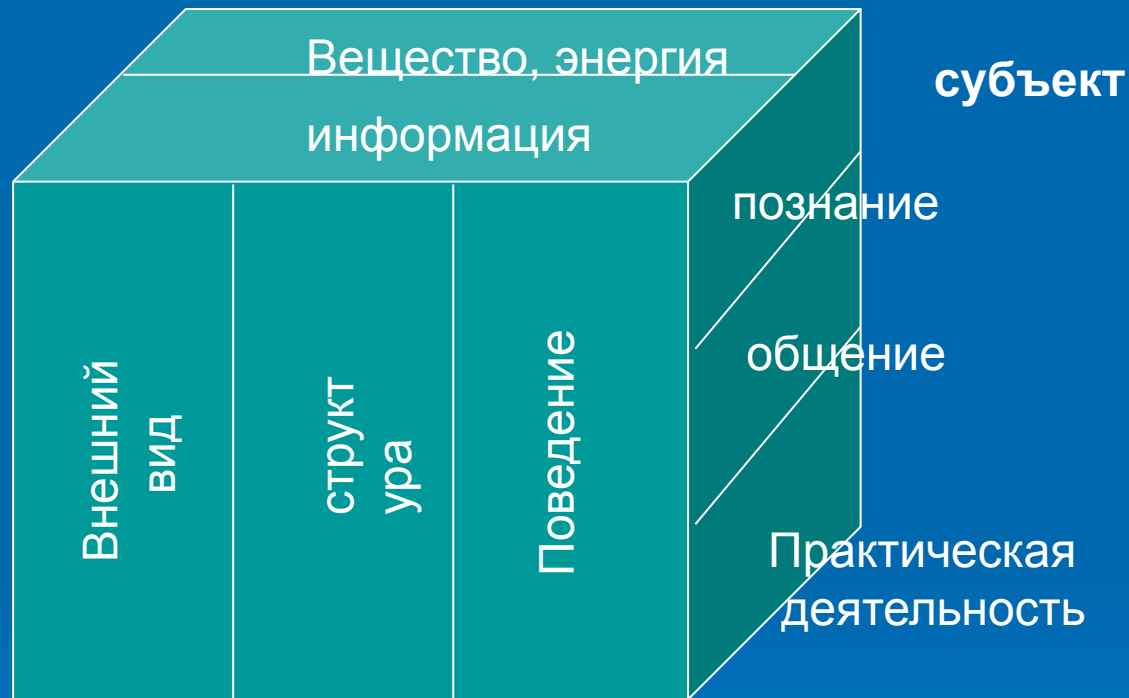 Вещество, энергия
информация
субъект
познание
общение
Практическая
деятельность
Внешний
вид
структ
ура
Поведение